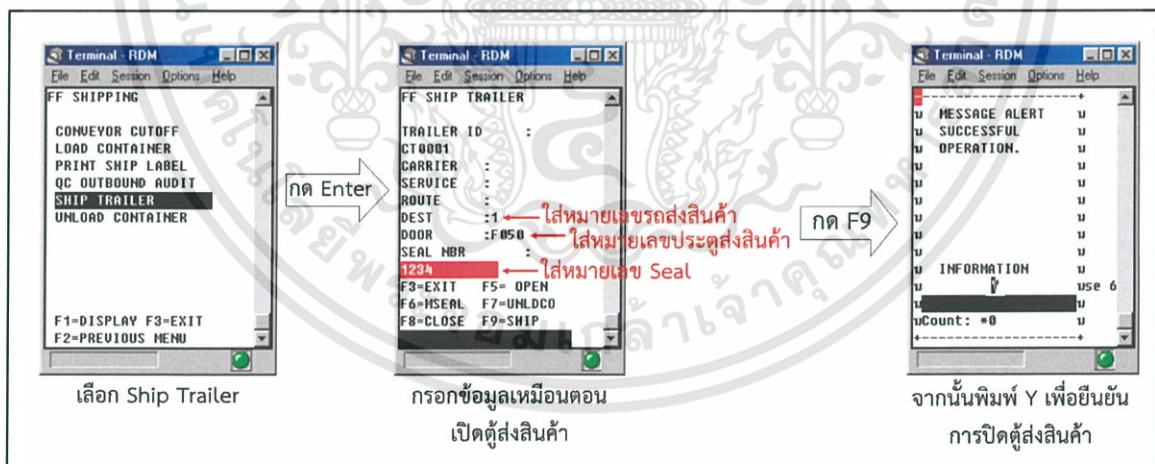 Terminal - RDM
File Edit Session Options Help
FF SHIPPING
CONVEYOR CUTOFF
LOAD CONTAINER
PRINT SHIP LABEL
QC OUTBOUND AUDIT
SHIP TRAILER
UNLOAD CONTAINER
F1=DISPLAY F3=EXIT
F2=PREVIOUS MENU
เลือก Ship Trailer
กด Enter
Terminal - RDM
File Edit Session Options Help
FF SHIP TRAILER
TRAILER ID :
CT0001
CARRIER :
SERVICE :
ROUTE :
DEST :1 ใส่หมายเลขรถส่งสินค้า
DOOR :F050 ใส่หมายเลขประตูส่งสินค้า
SEAL NBR :
1234 ใส่หมายเลข Seal
F3=EXIT F5= OPEN
F6=MSEAL F7=UNLDCO
F8=CLOSE F9=SHIP
กรอกข้อมูลเหมือนตอน
เปิดตู้ส่งสินค้า
กด F9
Terminal - RDM
File Edit Session Options Help
MESSAGE ALERT
SUCCESSFUL
OPERATION.
INFORMATION
Y use 6
Count: *0
จากนั้นพิมพ์ Y เพื่อยืนยัน
การปิดตู้ส่งสินค้า